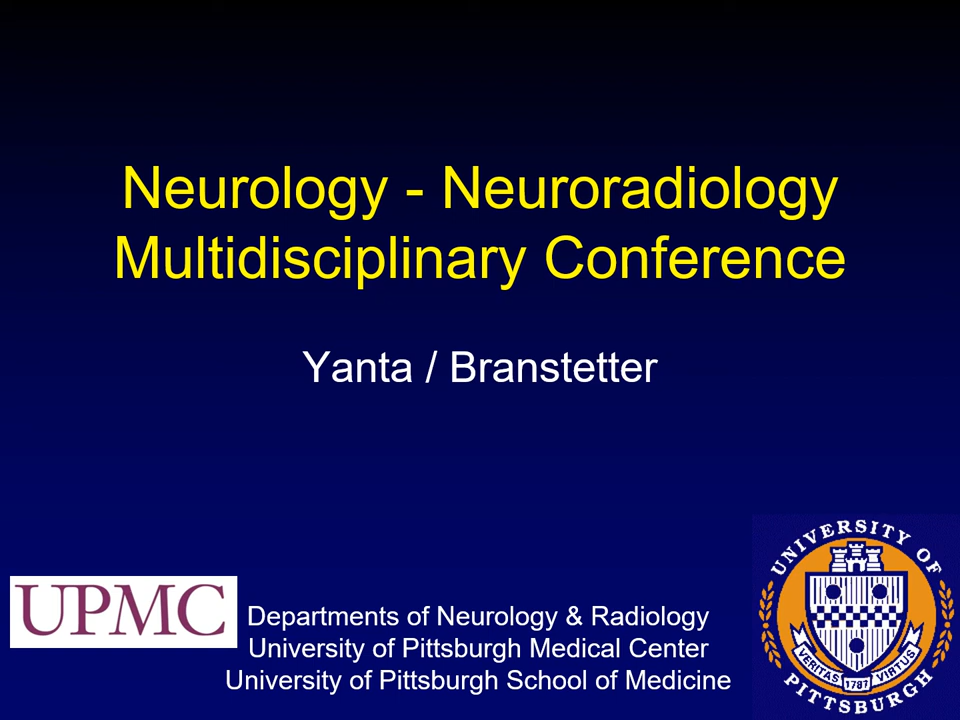 Neurology - Neuroradiology
Multidisciplinary Conference
Yanta / Branstetter
UPMC
Departments of Neurology & Radiology
University of Pittsburgh Medical Center
University of Pittsburgh School of Medicine
UNIVERSITY OF
VERITAS 1787 VIRTUS
PITTSBURGH